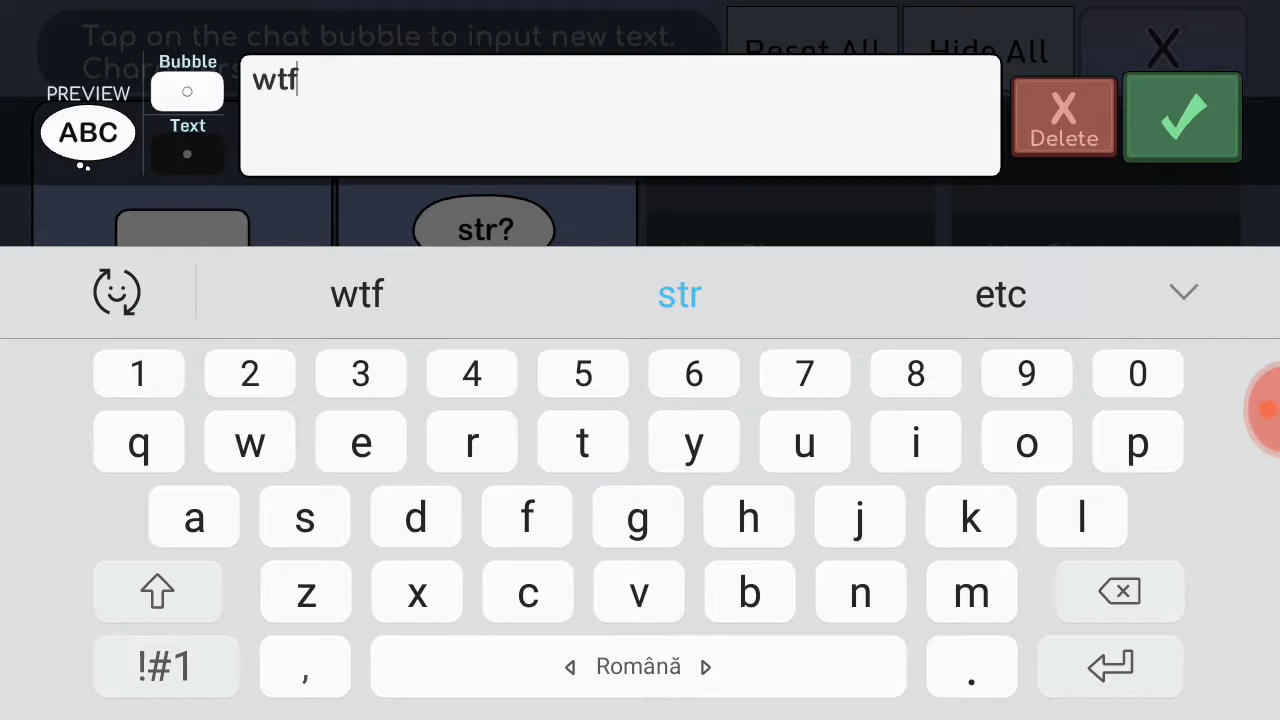 Tap on the chat bubble to input new text.
Reset All
Hide All
X
Bubble
PREVIEW
ABC
Text
wtf
X
Delete
str?
wtf
str
etc
1 2 3 4 5 6 7 8 9 0
q w e r t y u i o p
a s d f g h j k l
z x c v b n m
!#1 , Română .